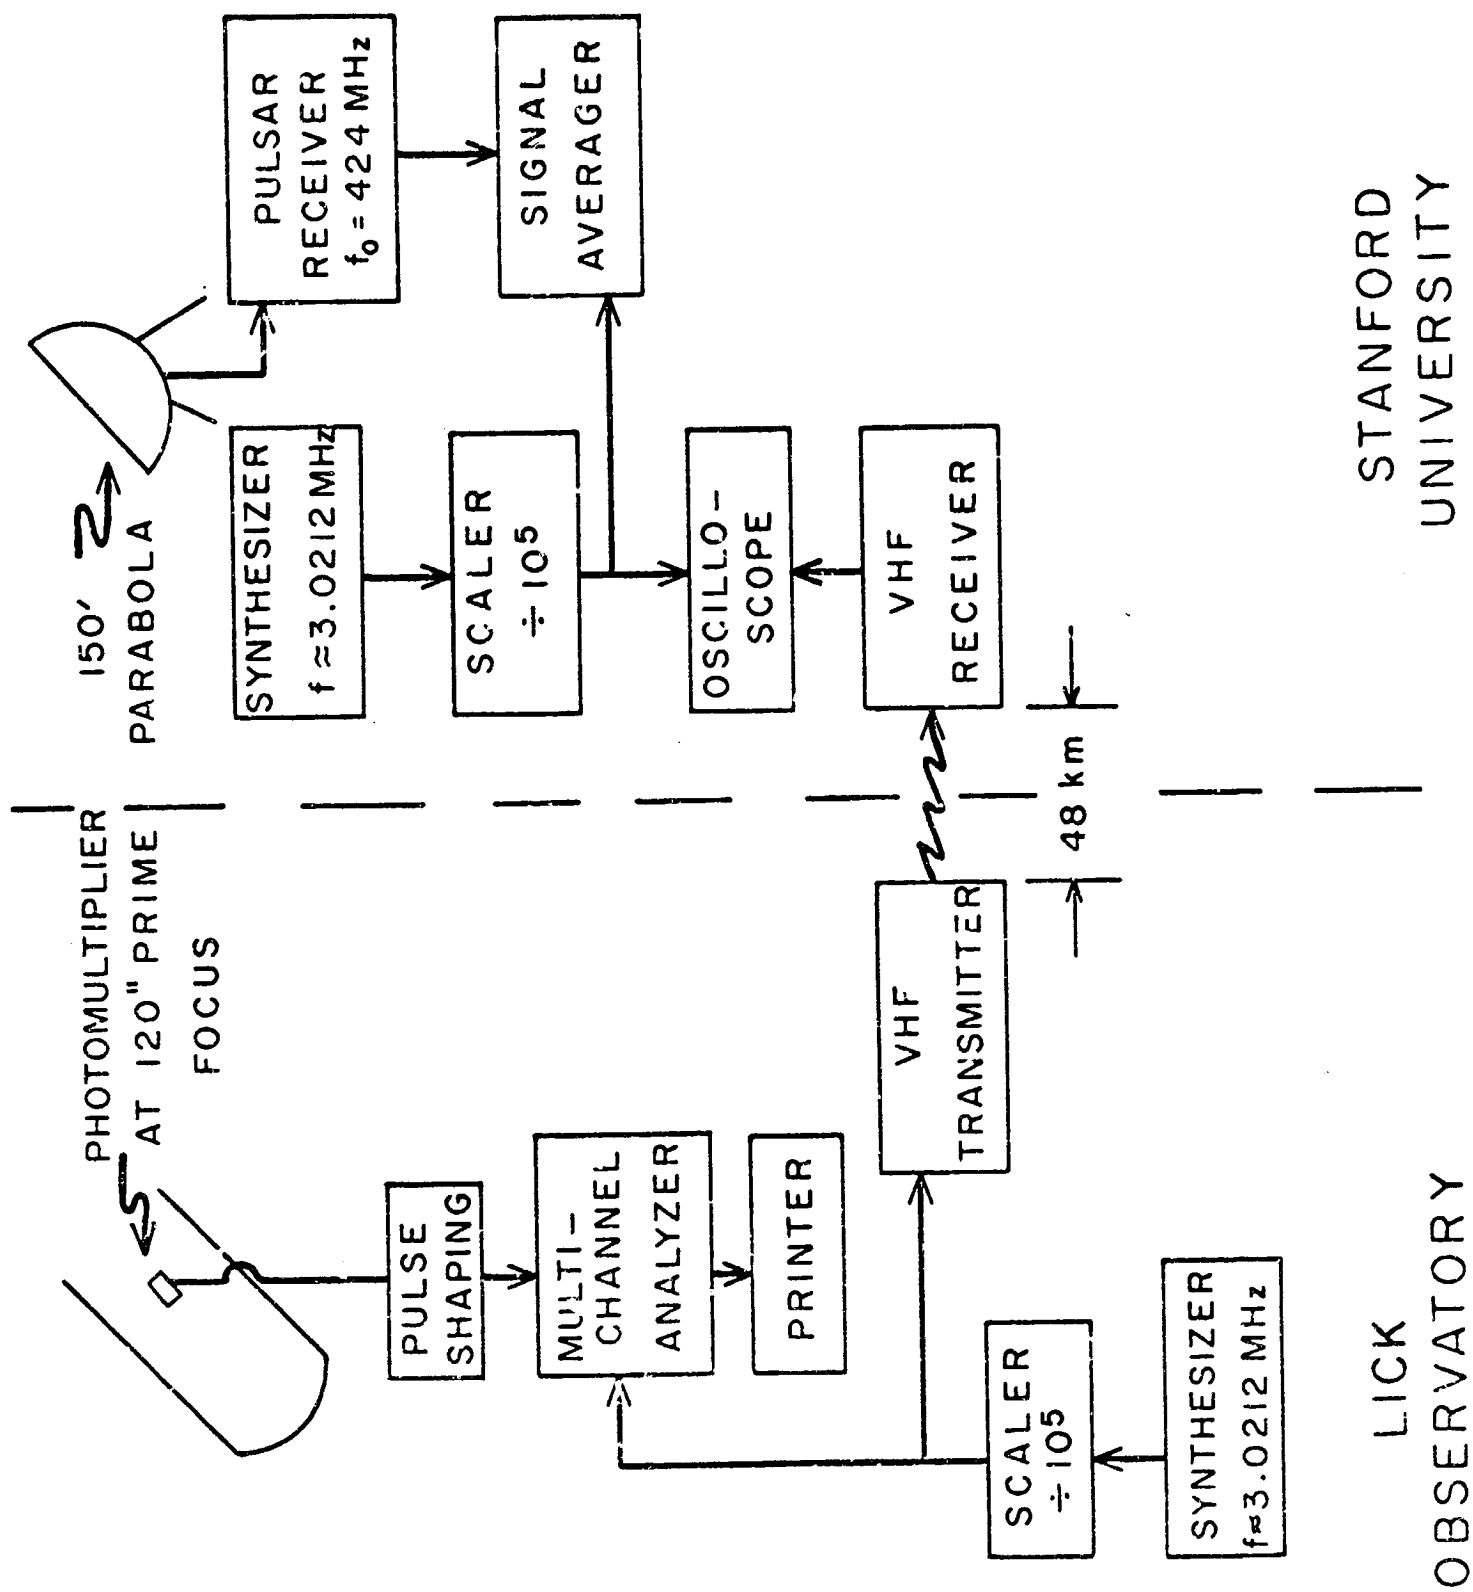 PHOTOMULTIPLIER
AT 120" PRIME
FOCUS
PULSE
SHAPING
MULTI-
CHANNEL
ANALYZER
PRINTER
VHF
TRANSMITTER
SCALER
÷ 10⁵
SYNTHESIZER
f≈3.0212 MHz
LICK
OBSERVATORY
48 km
150'
PARABOLA
PULSAR
RECEIVER
f₀ = 424 MHz
SIGNAL
AVERAGER
SYNTHESIZER
f≈3.0212 MHz
SCALER
÷ 10⁵
OSCILLO-
SCOPE
VHF
RECEIVER
STANFORD
UNIVERSITY